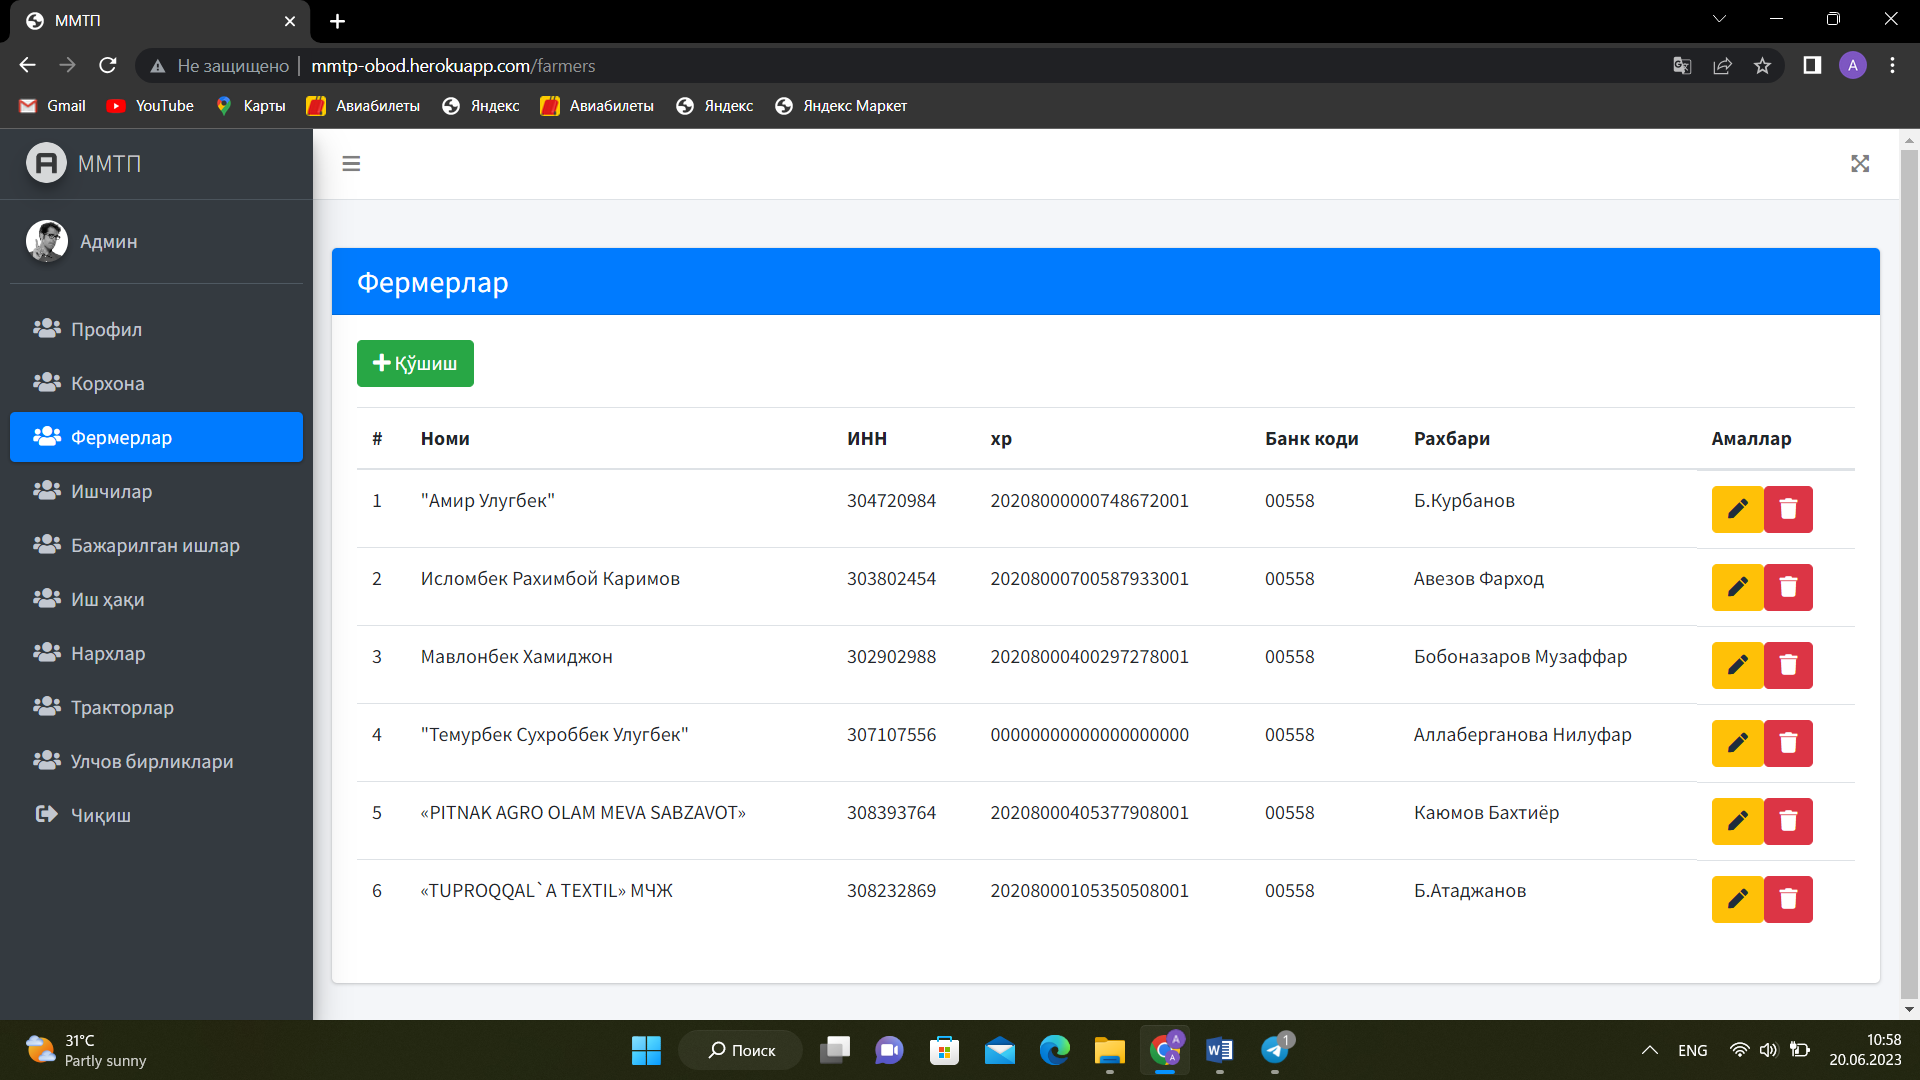 ММТП
Не защищено mmtp-obod.herokuapp.com/farmers
A
Gmail YouTube Карты Авиабилеты Яндекс Авиабилеты Яндекс Яндекс Маркет
ММТП
Админ
Профил
Корхона
Фермерлар
Ишчилар
Бажарилган ишлар
Иш ҳақи
Нархлар
Тракторлар
Улчов бирликлари
Чиқиш
Фермерлар
Қўшиш
# Номи ИНН хр Банк коди Рахбари Амаллар
1 "Амир Улугбек" 304720984 20208000000748672001 00558 Б.Курбанов
2 Исломбек Рахимбой Каримов 303802454 20208000700587933001 00558 Авезов Фарход
3 Мавлонбек Хамиджон 302902988 20208000400297278001 00558 Бобоназаров Музаффар
4 "Темурбек Сухроббек Улугбек" 307107556 00000000000000000000 00558 Аллаберганова Нилуфар
5 «PITNAK AGRO OLAM MEVA SABZAVOT» 308393764 20208000405377908001 00558 Каюмов Бахтиёр
6 «TUPROQQAL`A TEXTIL» МЧЖ 308232869 20208000105350508001 00558 Б.Атаджанов
31°C
Partly sunny
Поиск
1
ENG
10:58
20.06.2023